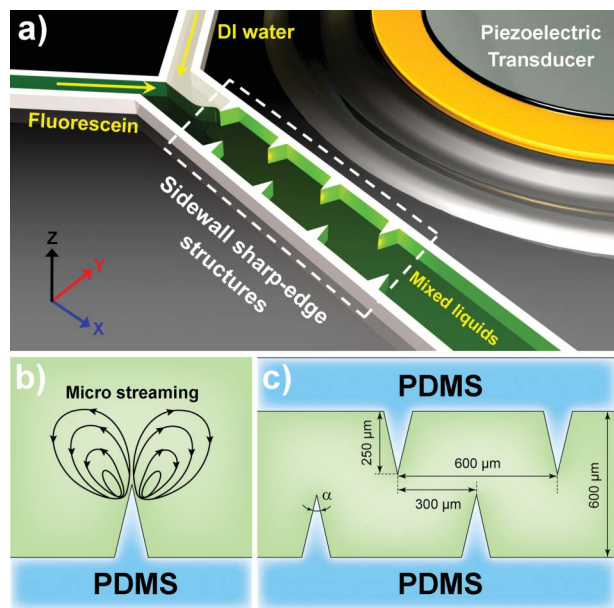 a)
DI water
Piezoelectric
Transducer
Fluorescein
Sidewall sharp-edge
structures
Mixed liquids
Z
Y
X
b)
Micro streaming
PDMS
c)
PDMS
250 µm
600 µm
300 µm
600 µm
α
PDMS